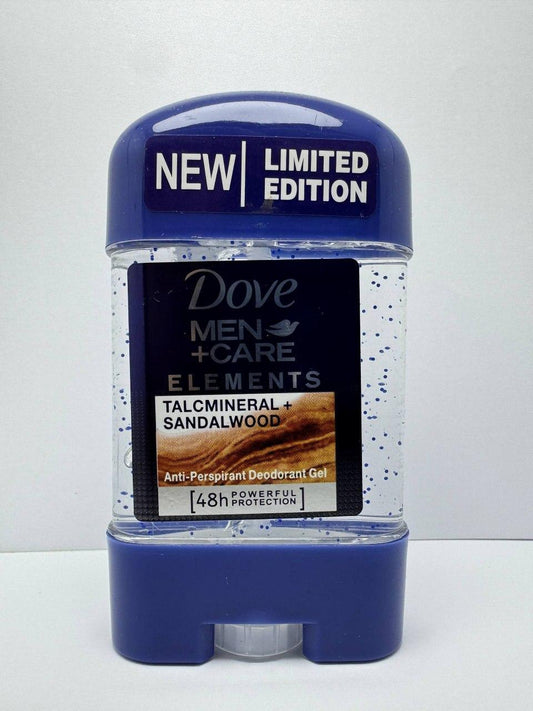 NEW
LIMITED
EDITION
Dove
MEN
+CARE
ELEMENTS
TALCMINERAL +
SANDALWOOD
Anti-Perspirant Deodorant Gel
[48h POWERFUL
PROTECTION]